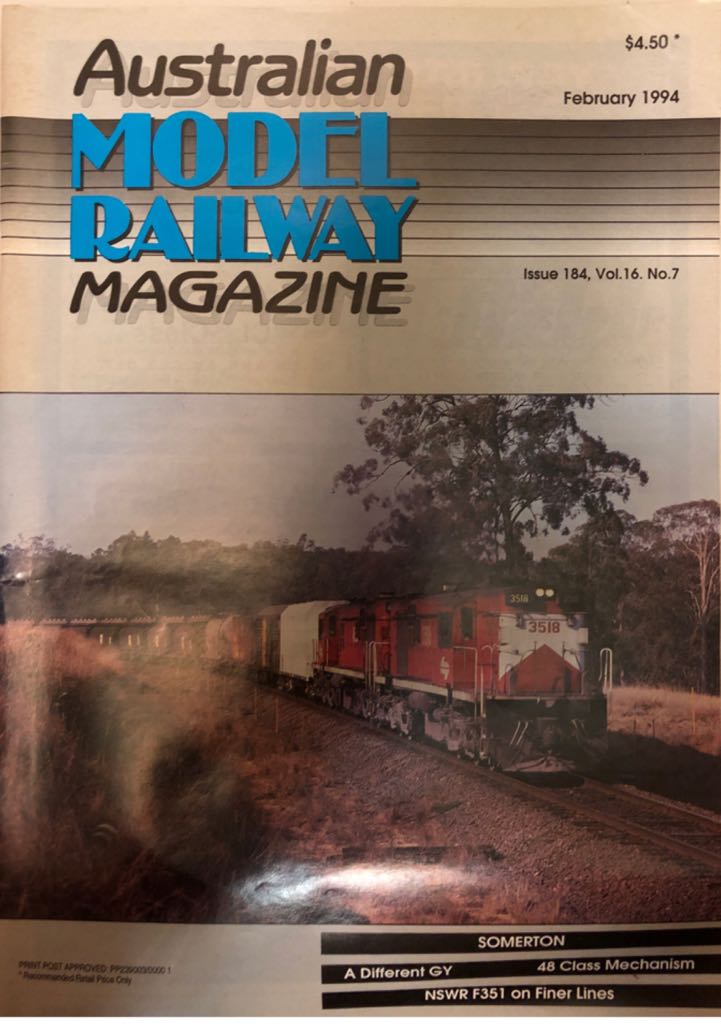 $4.50 *
Australian
February 1994
MODEL
RAILWAY
Issue 184, Vol.16. No.7
MAGAZINE
3518
3518
SOMERTON
A Different GY 48 Class Mechanism
NSWR F351 on Finer Lines
PRINT POST APPROVED:
* Recommended Retail Price Only